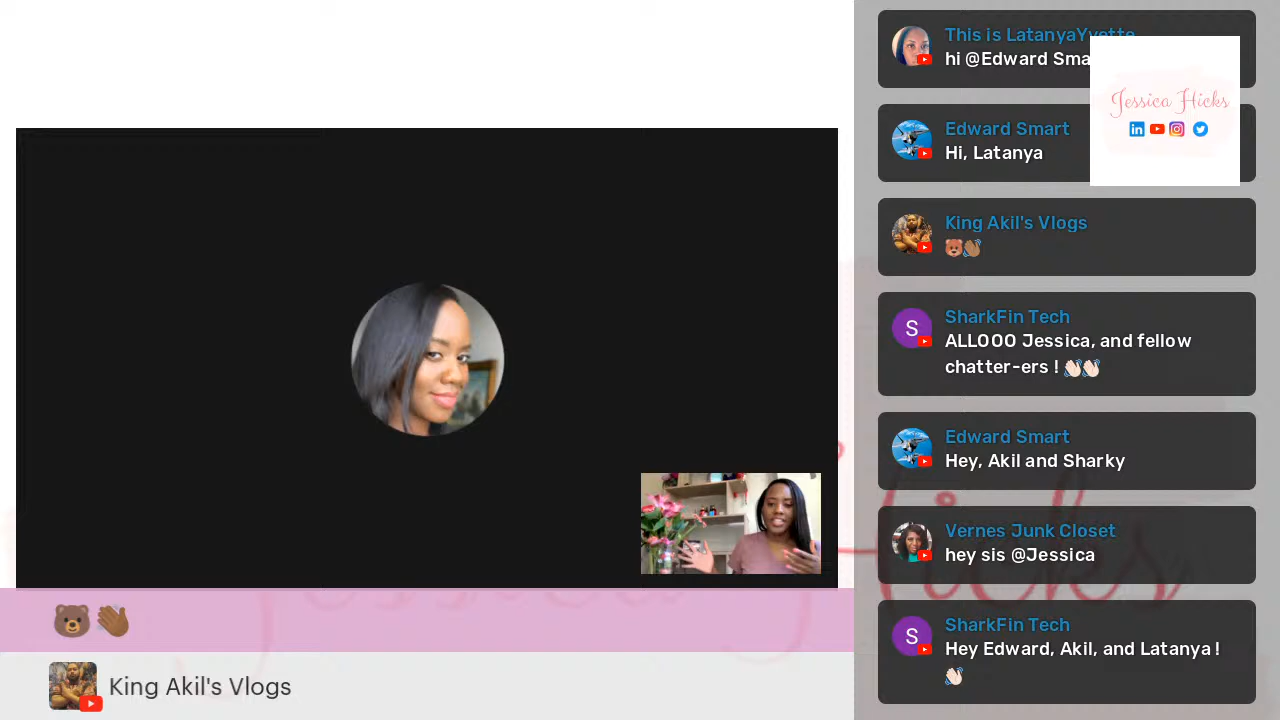 This is LatanyaYvette
hi @Edward Sma
Jessica Hicks
Edward Smart
Hi, Latanya
King Akil's Vlogs
🐻👋🏾
S
SharkFin Tech
ALLOOO Jessica, and fellow
chatter-ers ! 👋🏻👋🏻
Edward Smart
Hey, Akil and Sharky
Vernes Junk Closet
hey sis @Jessica
S
SharkFin Tech
Hey Edward, Akil, and Latanya !
👋🏻
🐻👋🏾
King Akil's Vlogs
Jessica Hicks